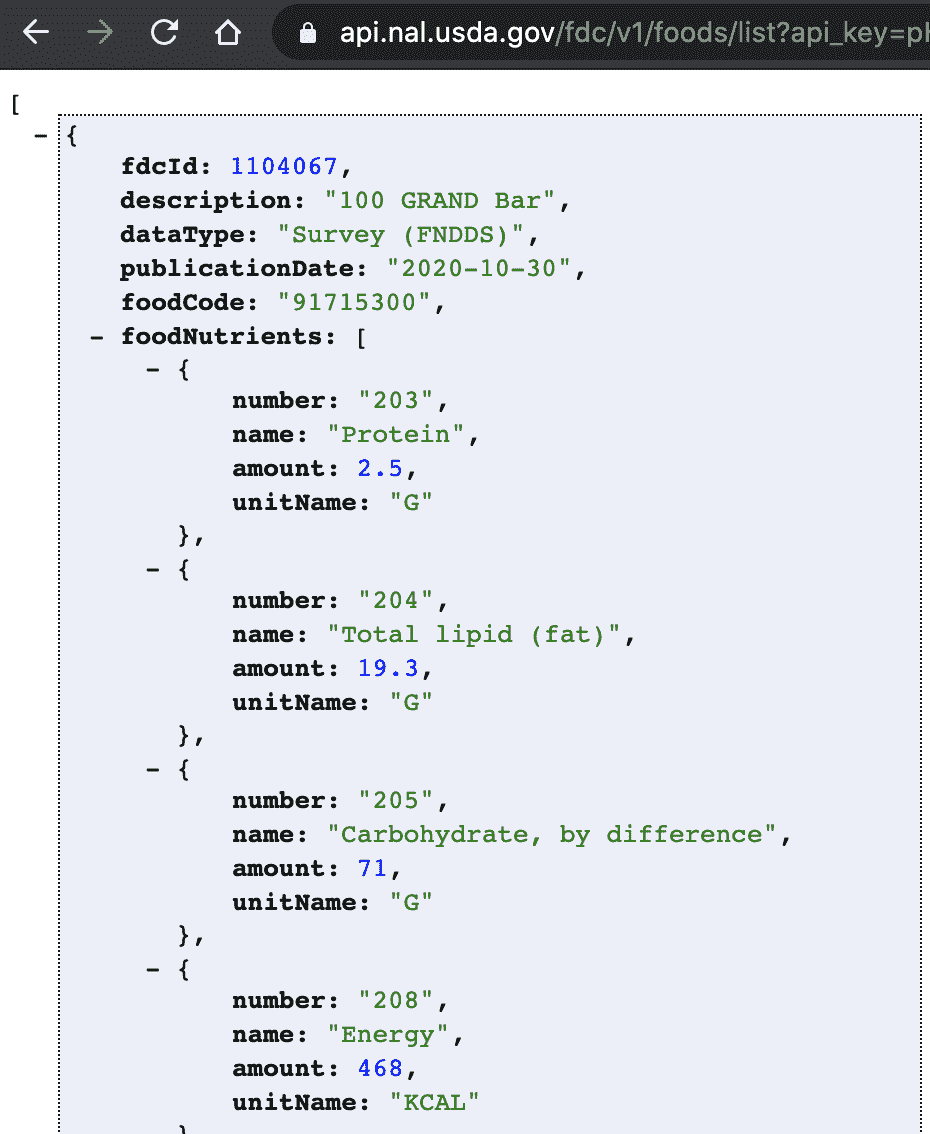 api.nal.usda.gov/fdc/v1/foods/list?api_key=
[
- {
fdcId: 1104067,
description: "100 GRAND Bar",
dataType: "Survey (FNDDS)",
publicationDate: "2020-10-30",
foodCode: "91715300",
- foodNutrients: [
- {
number: "203",
name: "Protein",
amount: 2.5,
unitName: "G"
},
- {
number: "204",
name: "Total lipid (fat)",
amount: 19.3,
unitName: "G"
},
- {
number: "205",
name: "Carbohydrate, by difference",
amount: 71,
unitName: "G"
},
- {
number: "208",
name: "Energy",
amount: 468,
unitName: "KCAL"